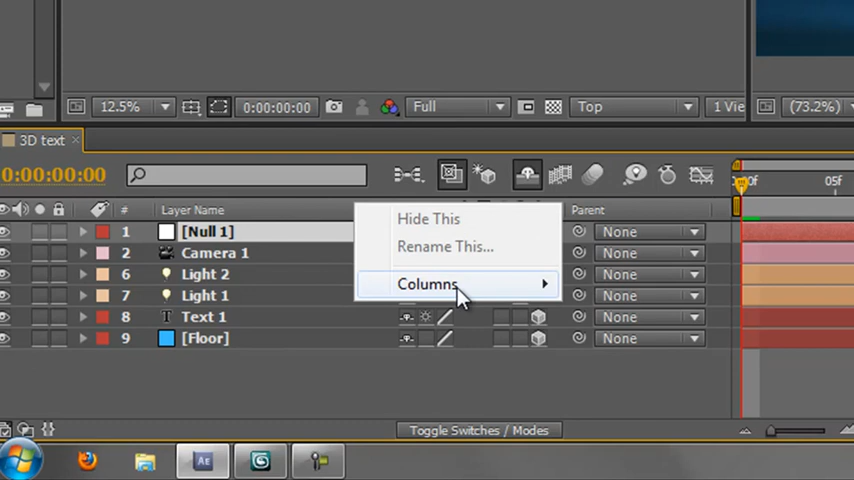 12.5%
0:00:00:00
Full
Top
1 Vie
(73.2%)
3D text
0:00:00:00
00f
05f
#
Layer Name
Parent
1
[Null 1]
None
2
Camera 1
None
6
Light 2
None
7
Light 1
None
8
T
Text 1
None
9
[Floor]
None
Hide This
Rename This...
Columns
Toggle Switches / Modes
Ae